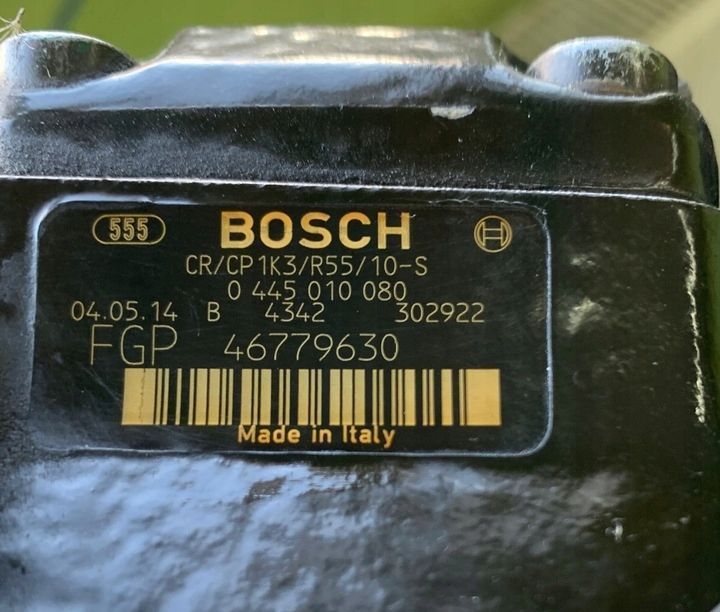 555 BOSCH
CR/CP1K3/R55/10-S
0 445 010 080
04.05.14 B 4342 302922
FGP 46779630
Made in Italy